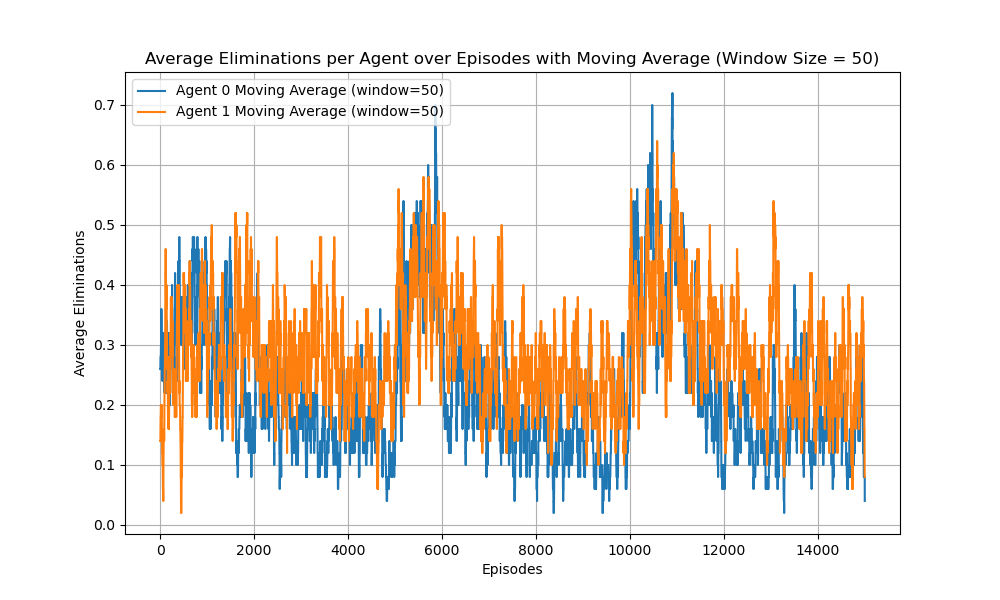 Average Eliminations per Agent over Episodes with Moving Average (Window Size = 50)
Agent 0 Moving Average (window=50)
Agent 1 Moving Average (window=50)
Average Eliminations
0.7
0.6
0.5
0.4
0.3
0.2
0.1
0.0
0 2000 4000 6000 8000 10000 12000 14000
Episodes